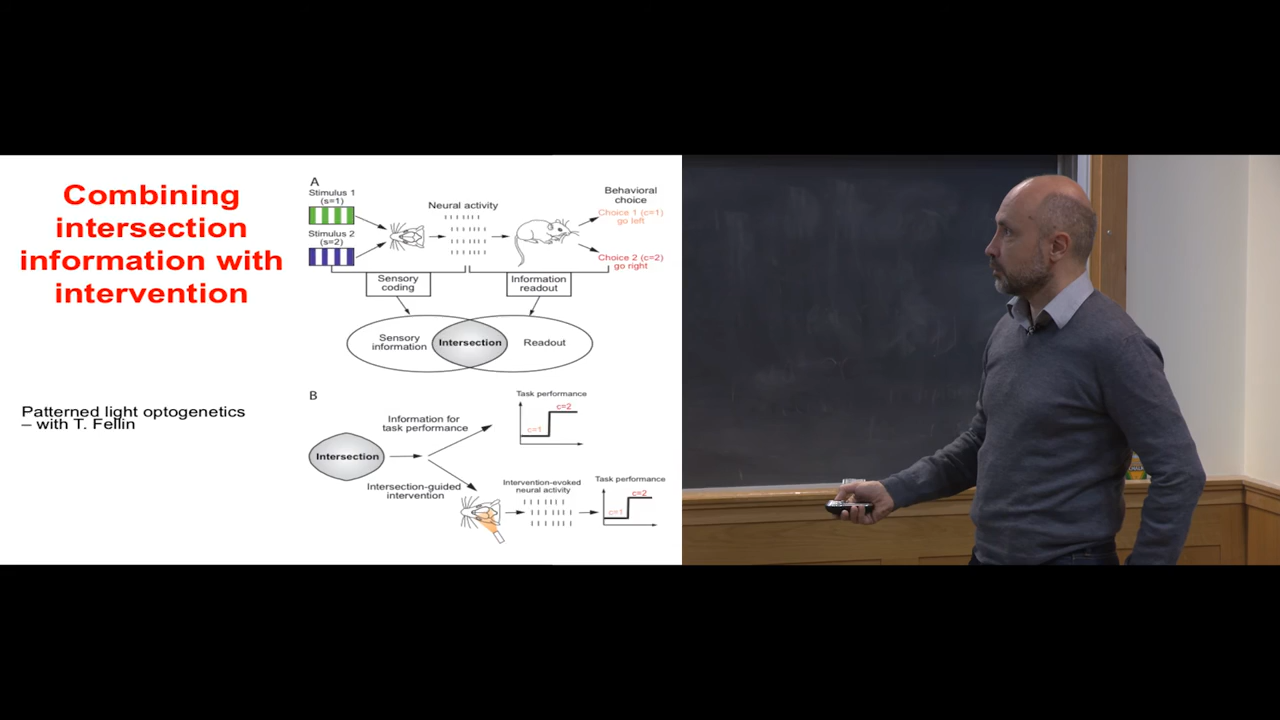 Combining
intersection
information with
intervention
Patterned light optogenetics
– with T. Fellin
A
Stimulus 1
(s=1)
Stimulus 2
(s=2)
Neural activity
Behavioral
choice
Choice 1 (c=1)
go left
Choice 2 (c=2)
go right
Sensory
coding
Information
readout
Sensory
information
Intersection
Readout
B
Intersection
Information for
task performance
Intersection-guided
intervention
Task performance
c=2
c=1
Intervention-evoked
neural activity
Task performance
c=2
c=1